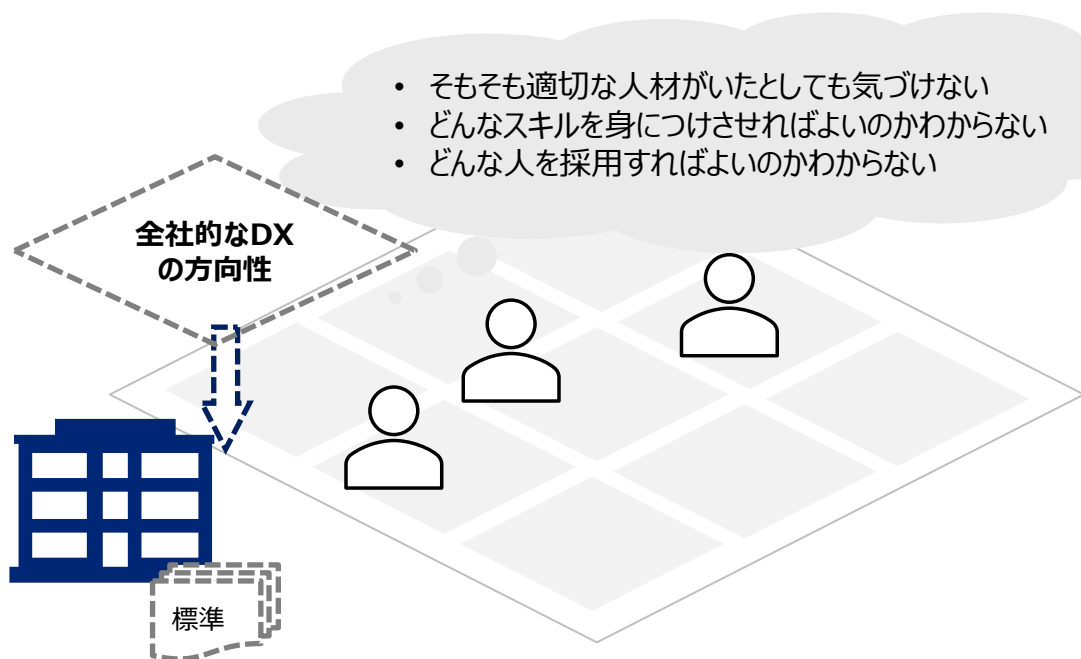 • そもそも適切な人材がいたとしても気づけない
• どんなスキルを身につけさせればよいのかわからない
• どんな人を採用すればよいのかわからない
全社的なDX
の方向性
標準